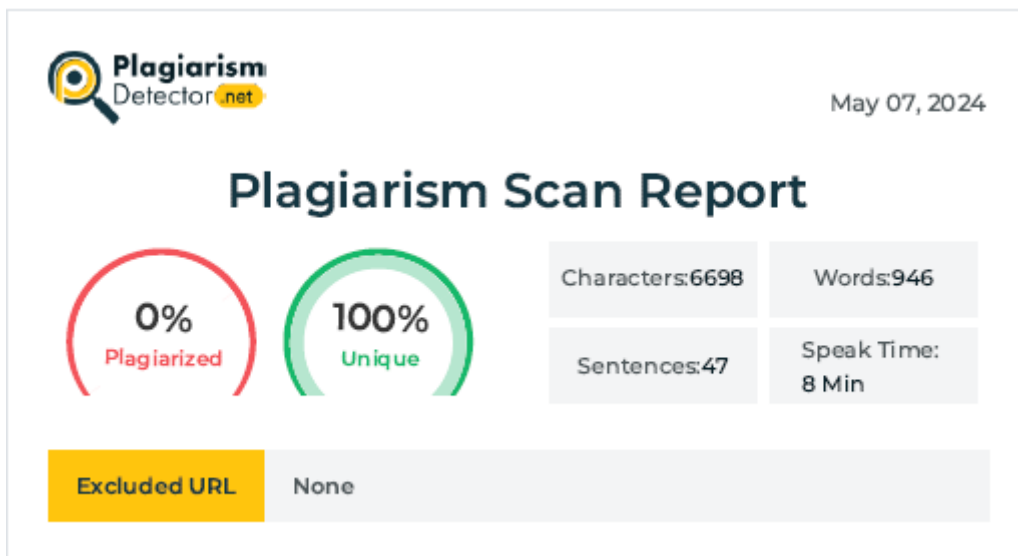 Plagiarism
Detector.net
May 07, 2024
Plagiarism Scan Report
0%
Plagiarized
100%
Unique
Characters:6698
Words:946
Sentences:47
Speak Time:
8 Min
Excluded URL
None